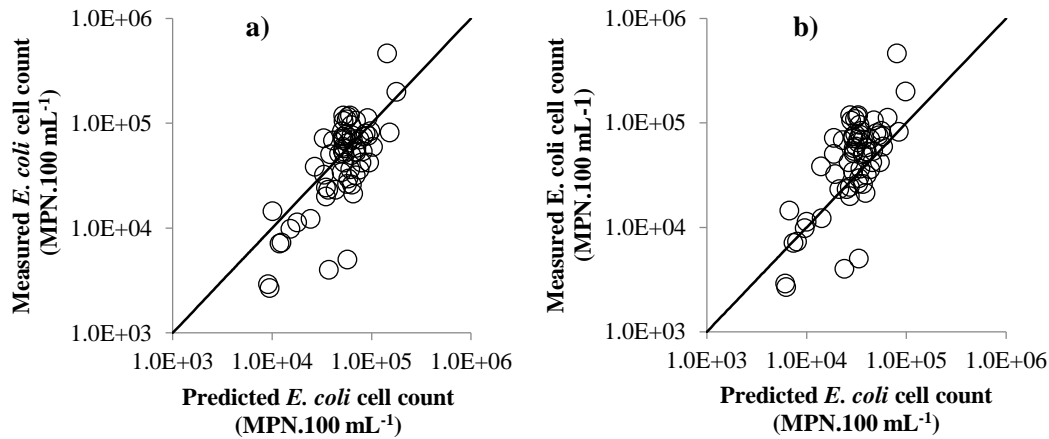 a)
Measured E. coli cell count
(MPN.100 mL-1)
1.0E+06
1.0E+05
1.0E+04
1.0E+03
1.0E+03 1.0E+04 1.0E+05 1.0E+06
Predicted E. coli cell count
(MPN.100 mL-1)
b)
Measured E. coli cell count
(MPN.100 mL-1)
1.0E+06
1.0E+05
1.0E+04
1.0E+03
1.0E+03 1.0E+04 1.0E+05 1.0E+06
Predicted E. coli cell count
(MPN.100 mL-1)